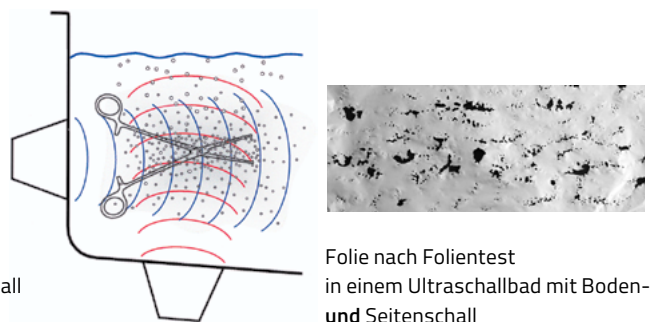 all
Folie nach Folientest
in einem Ultraschallbad mit Boden-
und Seitenschall